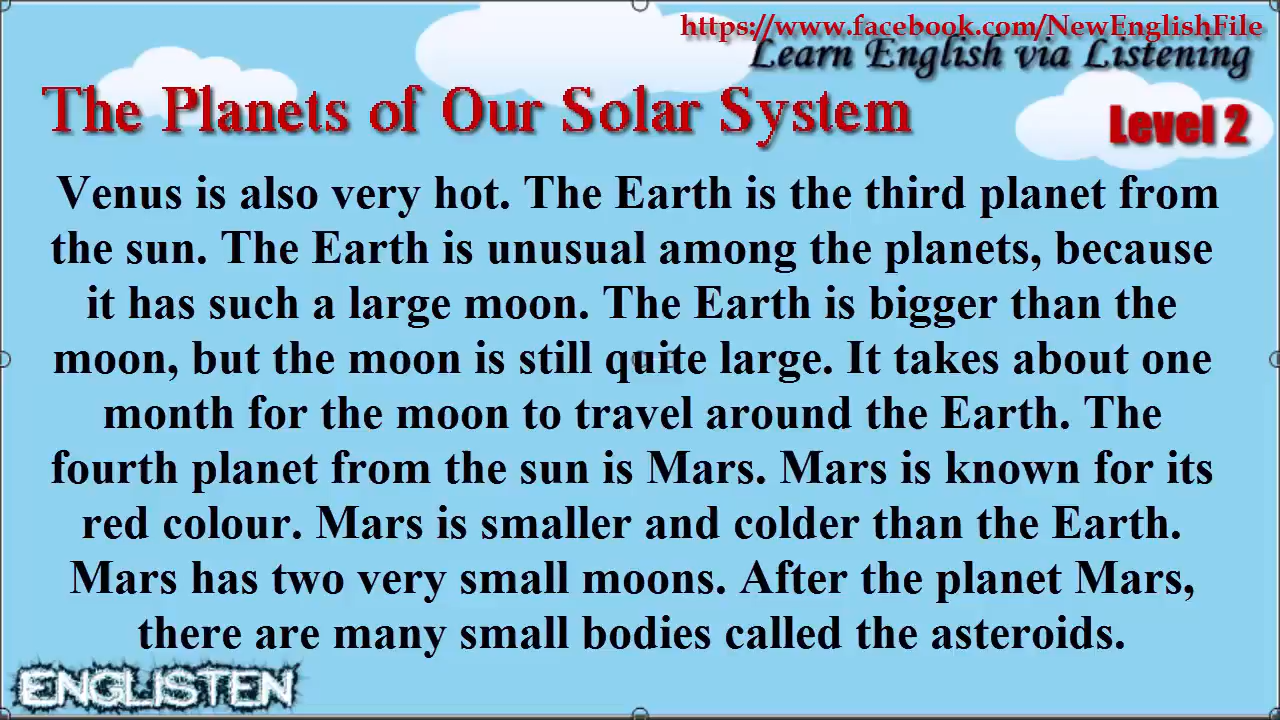 https://www.facebook.com/NewEnglishFile
Learn English via Listening
The Planets of Our Solar System
Level 2
Venus is also very hot. The Earth is the third planet from
the sun. The Earth is unusual among the planets, because
it has such a large moon. The Earth is bigger than the
moon, but the moon is still quite large. It takes about one
month for the moon to travel around the Earth. The
fourth planet from the sun is Mars. Mars is known for its
red colour. Mars is smaller and colder than the Earth.
Mars has two very small moons. After the planet Mars,
there are many small bodies called the asteroids.
ENGLISTEN